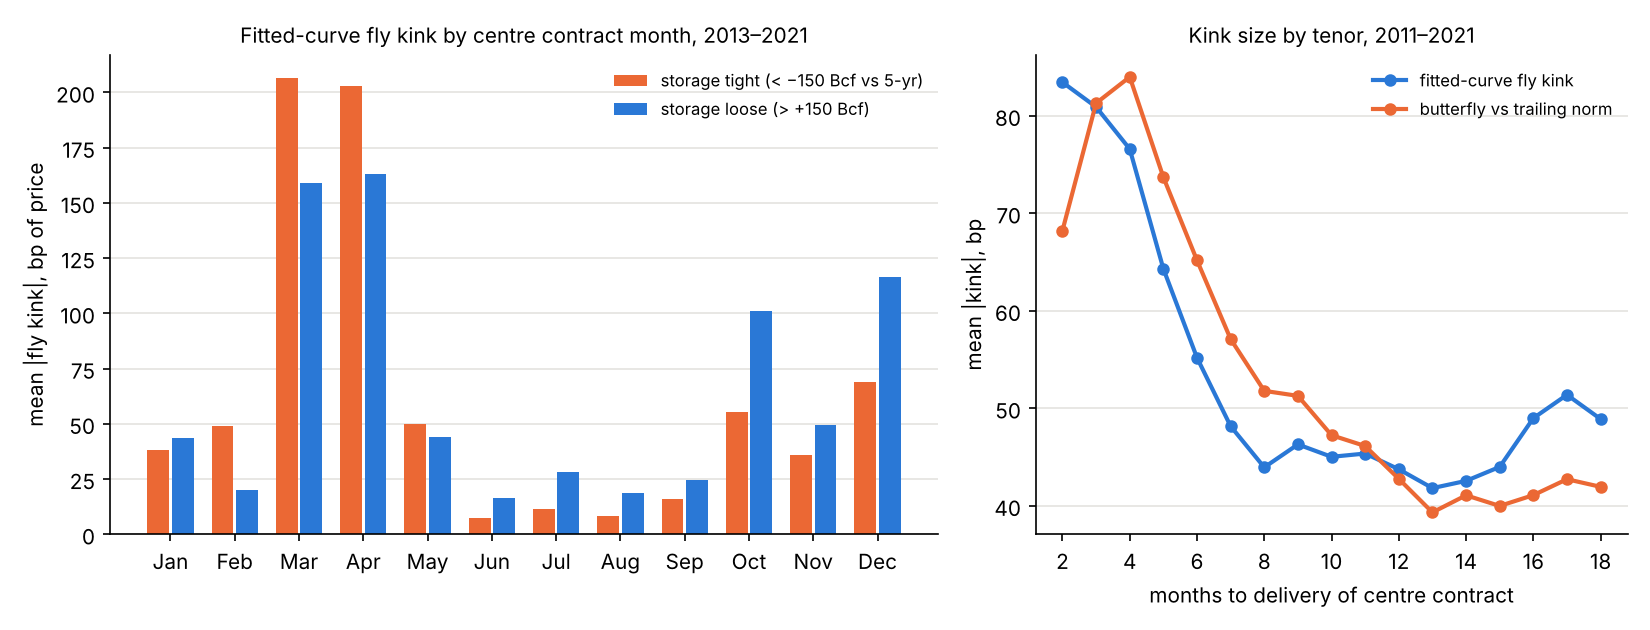 Fitted-curve fly kink by centre contract month, 2013–2021
storage tight (< −150 Bcf vs 5-yr)
storage loose (> +150 Bcf)
mean |fly kink|, bp of price
200
175
150
125
100
75
50
25
0
Jan Feb Mar Apr May Jun Jul Aug Sep Oct Nov Dec
Kink size by tenor, 2011–2021
fitted-curve fly kink
butterfly vs trailing norm
mean |kink|, bp
80
70
60
50
40
2 4 6 8 10 12 14 16 18
months to delivery of centre contract